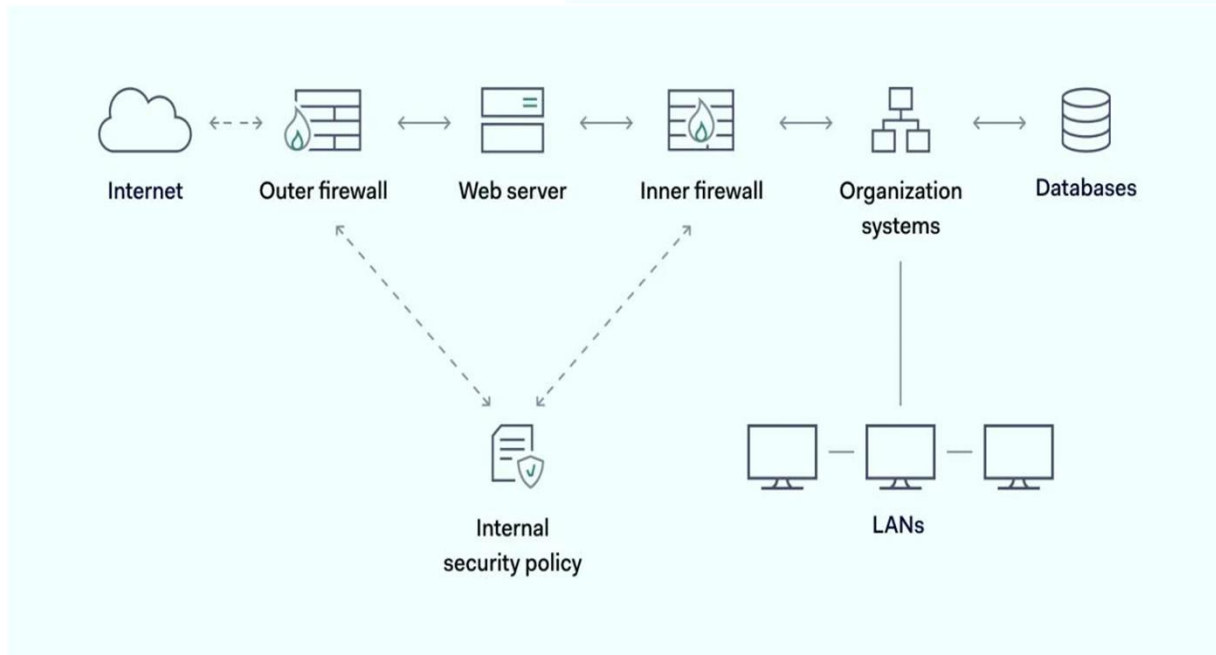 Internet
Outer firewall
Web server
Inner firewall
Organization
systems
Databases
Internal
security policy
LANs